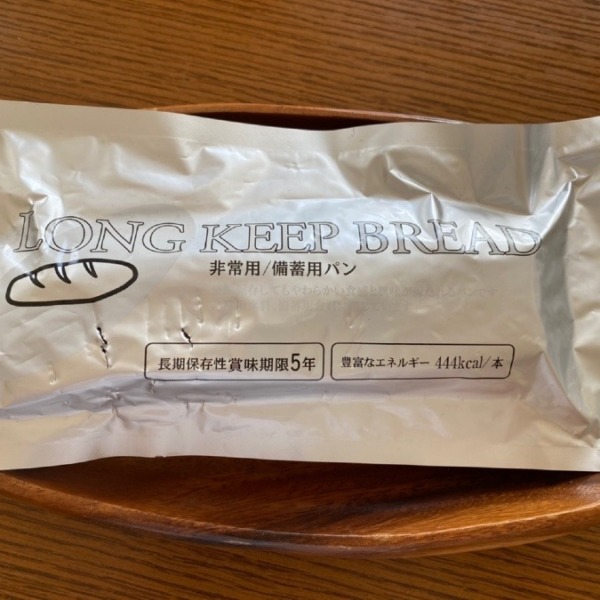 LONG KEEP BREAD
非常用/備蓄用パン
長期保存性賞味期限5年
豊富なエネルギー 444kcal/本